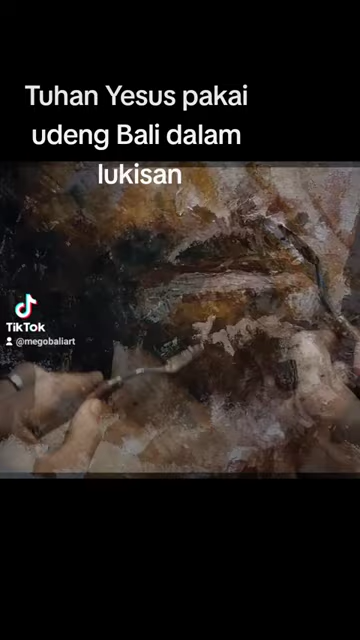 Tuhan Yesus pakai
udeng Bali dalam
lukisan
TikTok
@megobaliart